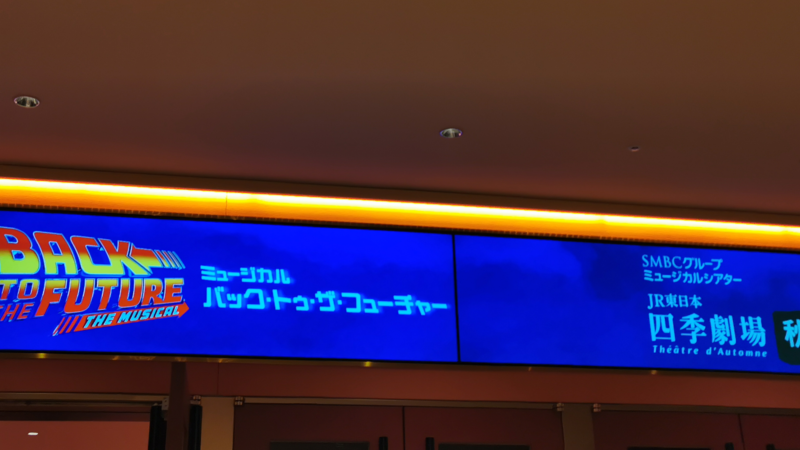 BACK
TO THE FUTURE
THE MUSICAL
ミュージカル
バック・トゥ・ザ・フューチャー
SMBCグループ
ミュージカルシアター
JR東日本
四季劇場
Théâtre d'Automne